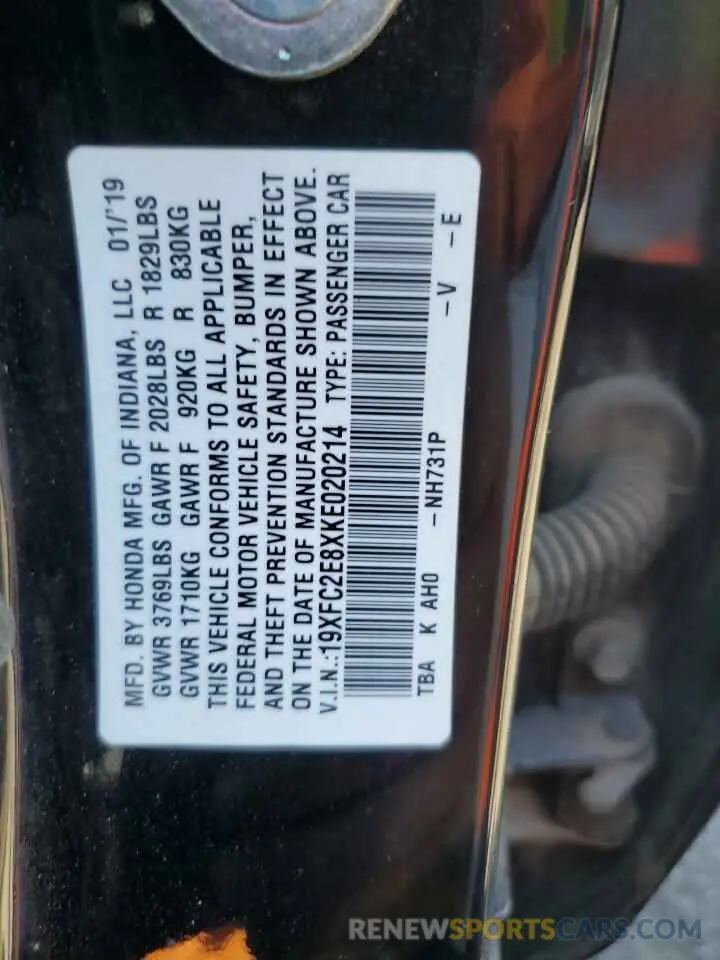 MFD. BY HONDA MFG. OF INDIANA, LLC 01/'19
GVWR 3769LBS GAWR F 2028LBS R 1829LBS
GVWR 1710KG GAWR F 920KG R 830KG
THIS VEHICLE CONFORMS TO ALL APPLICABLE
FEDERAL MOTOR VEHICLE SAFETY, BUMPER,
AND THEFT PREVENTION STANDARDS IN EFFECT
ON THE DATE OF MANUFACTURE SHOWN ABOVE.
V.I.N.:19XFC2E8XKE020214 TYPE: PASSENGER CAR
TBA K AH0 -NH731P -V -E
RENEWSPORTSCARS.COM